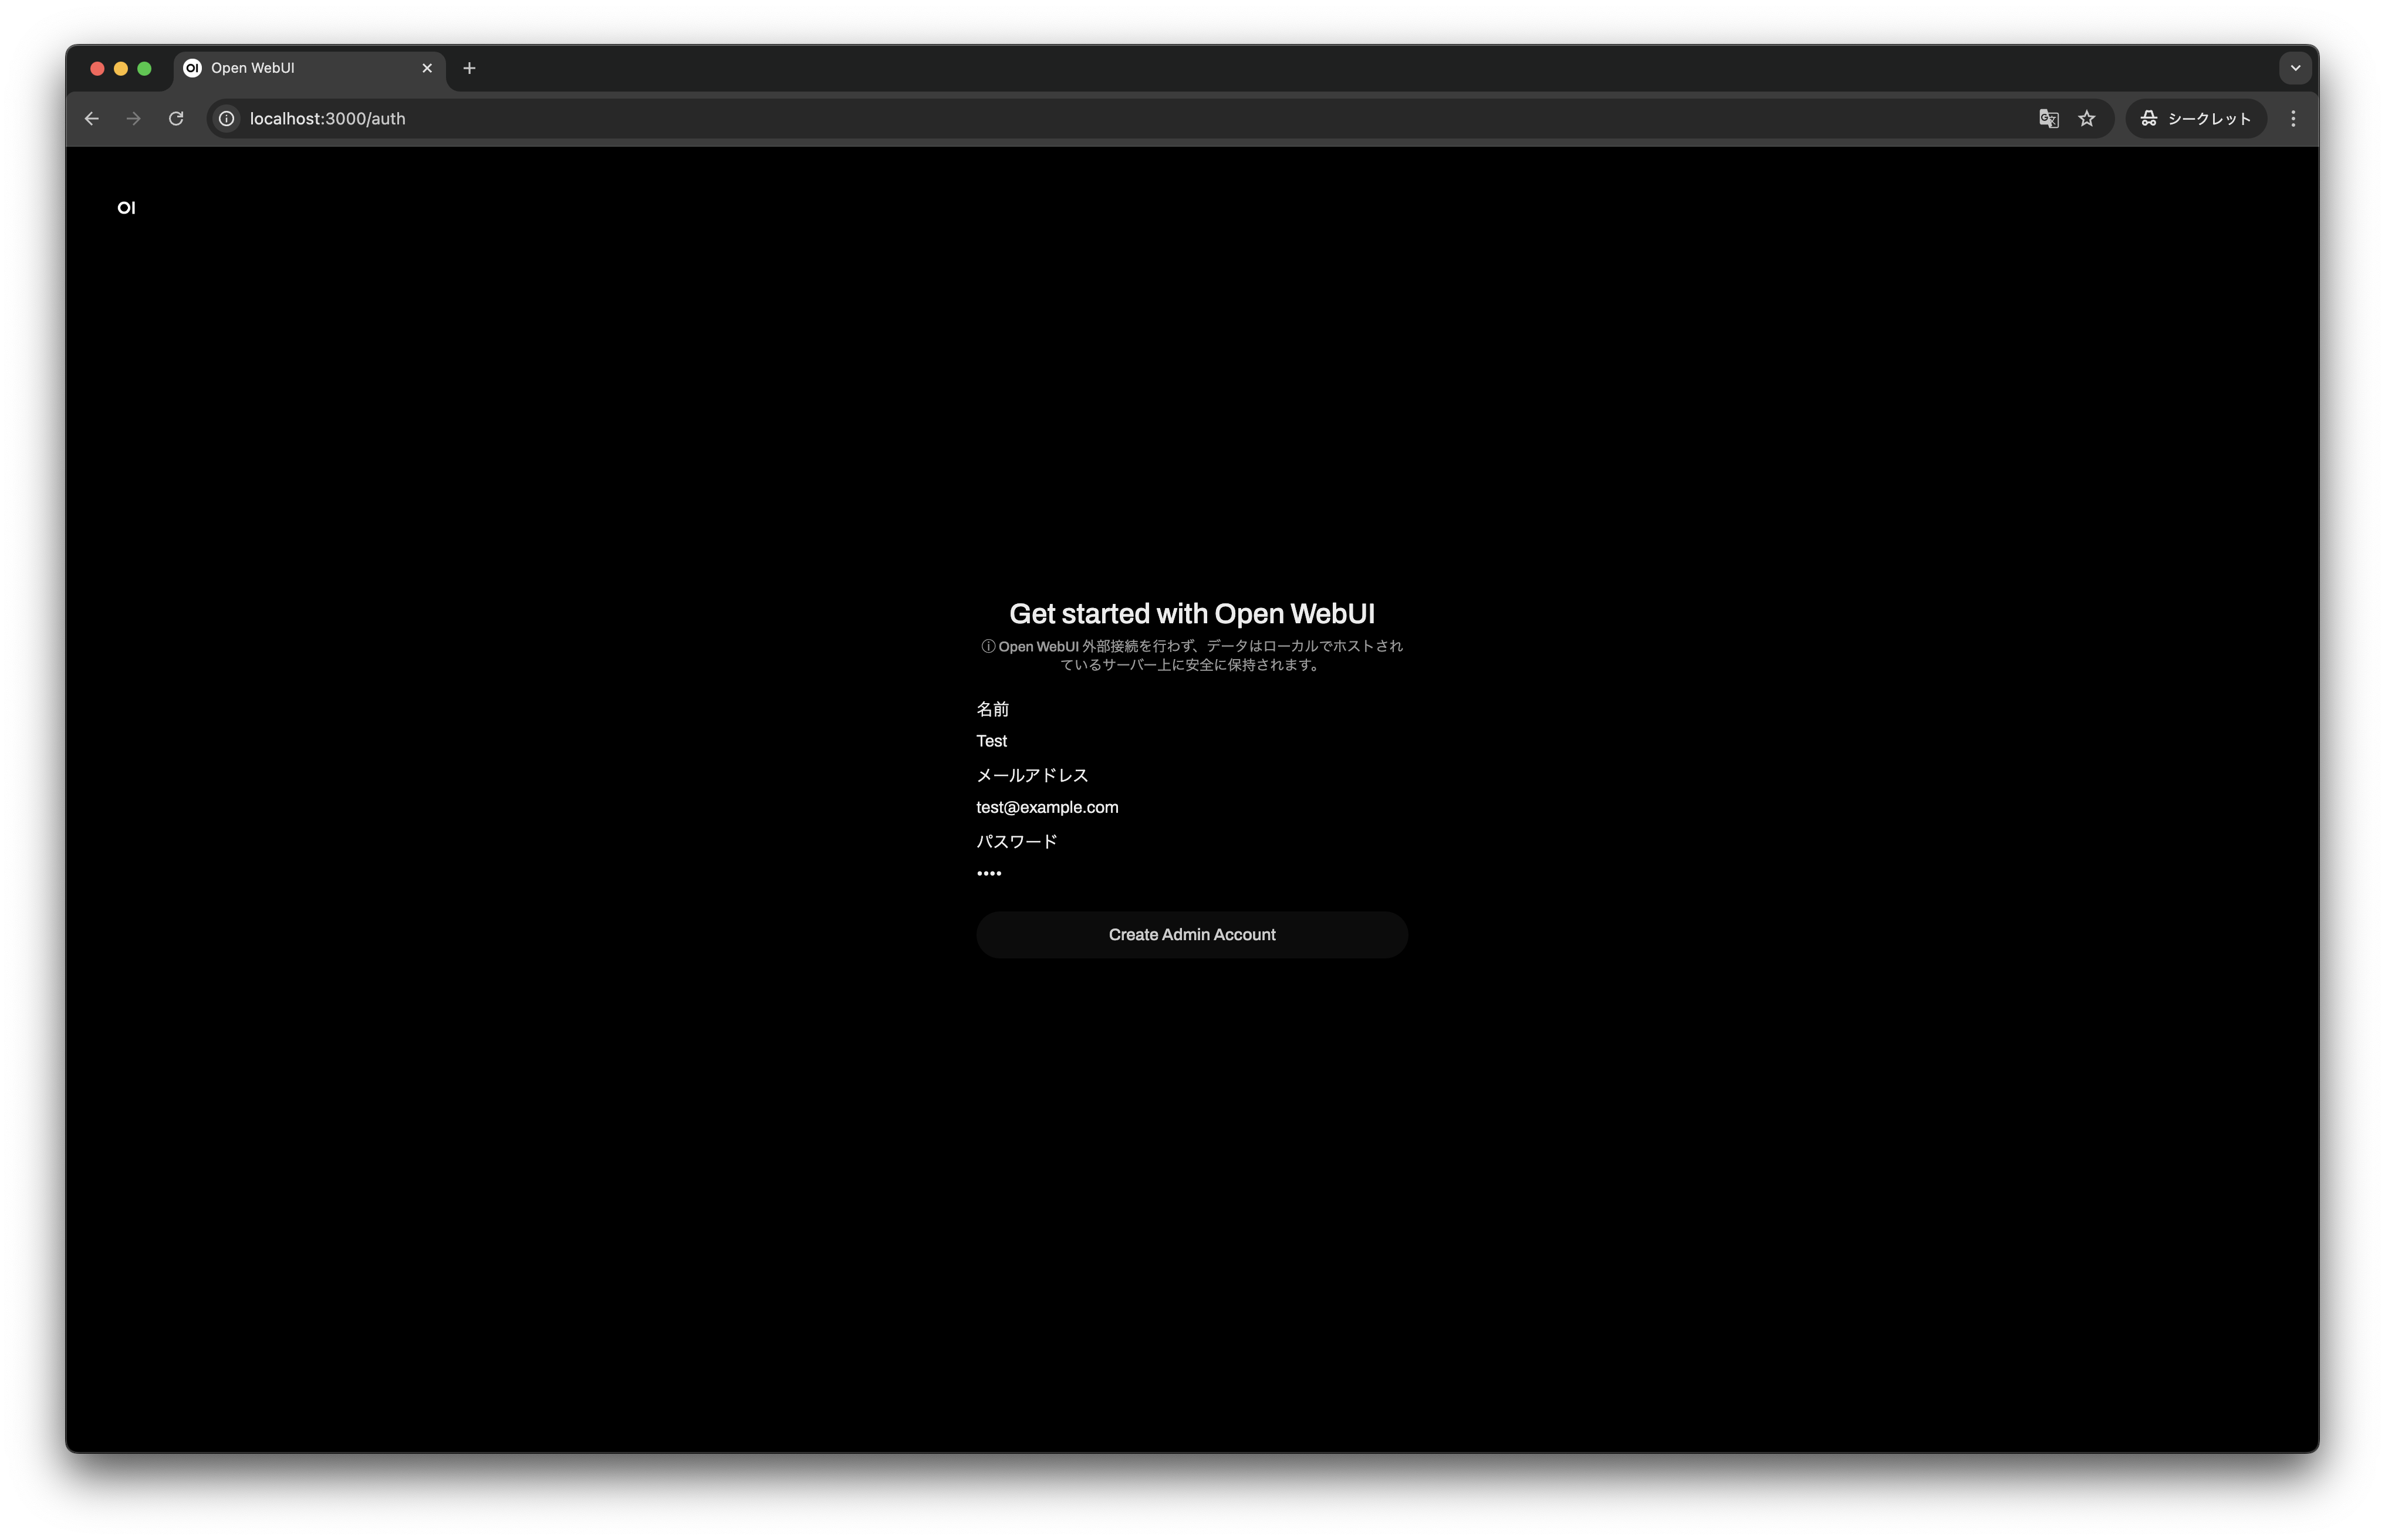 OI Open WebUI
localhost:3000/auth
シークレット
OI
Get started with Open WebUI
ⓘ Open WebUI 外部接続を行わず、データはローカルでホストされ
ているサーバー上に安全に保持されます。
名前
Test
メールアドレス
test@example.com
パスワード
••••
Create Admin Account